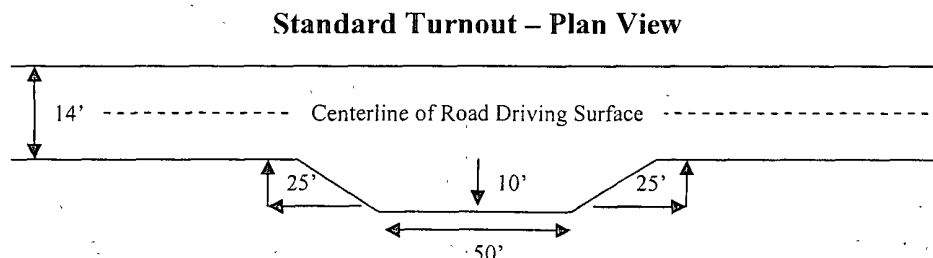 Standard Turnout – Plan View
14'
Centerline of Road Driving Surface
25'
10'
25'
50'